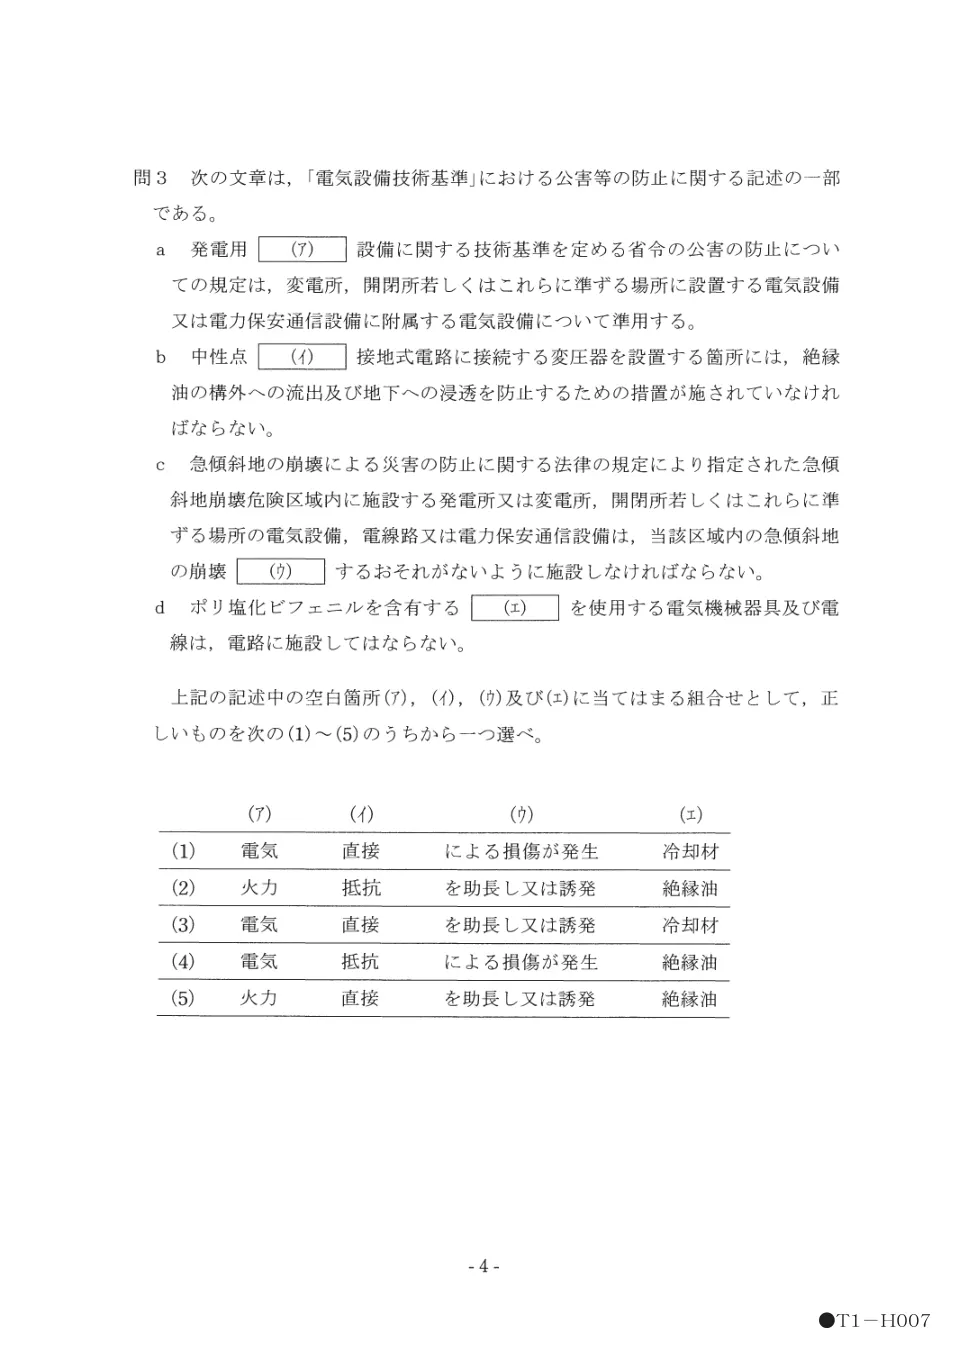 問３　次の文章は，「電気設備技術基準」における公害等の防止に関する記述の一部
である。
a　発電用 (ｱ) 設備に関する技術基準を定める省令の公害の防止につい
ての規定は，変電所，開閉所若しくはこれらに準ずる場所に設置する電気設備
又は電力保安通信設備に附属する電気設備について準用する。
b　中性点 (ｲ) 接地式電路に接続する変圧器を設置する箇所には，絶縁
油の構外への流出及び地下への浸透を防止するための措置が施されていなけれ
ばならない。
c　急傾斜地の崩壊による災害の防止に関する法律の規定により指定された急傾
斜地崩壊危険区域内に施設する発電所又は変電所，開閉所若しくはこれらに準
ずる場所の電気設備，電線路又は電力保安通信設備は，当該区域内の急傾斜地
の崩壊 (ｳ) するおそれがないように施設しなければならない。
d　ポリ塩化ビフェニルを含有する (ｴ) を使用する電気機械器具及び電
線は，電路に施設してはならない。
上記の記述中の空白箇所(ｱ)，(ｲ)，(ｳ)及び(ｴ)に当てはまる組合せとして，正
しいものを次の(1)～(5)のうちから一つ選べ。
(ｱ) (ｲ) (ｳ) (ｴ)
(1) 電気 直接 による損傷が発生 冷却材
(2) 火力 抵抗 を助長し又は誘発 絶縁油
(3) 電気 直接 を助長し又は誘発 冷却材
(4) 電気 抵抗 による損傷が発生 絶縁油
(5) 火力 直接 を助長し又は誘発 絶縁油
- 4 -
●T1－H007